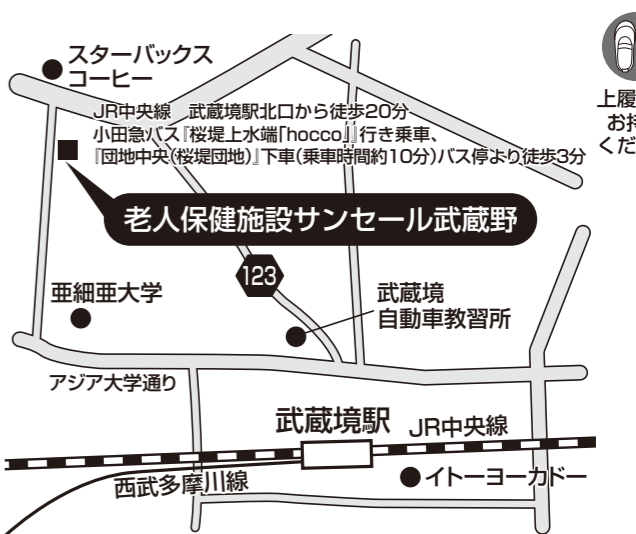 スターバックス
コーヒー
JR中央線 武蔵境駅北口から徒歩20分
小田急バス『桜堤上水端「hocco」』行き乗車、
『団地中央(桜堤団地)』下車(乗車時間約10分)バス停より徒歩3分
老人保健施設サンセール武蔵野
123
亜細亜大学
武蔵境
自動車教習所
アジア大学通り
武蔵境駅
JR中央線
西武多摩川線
イトーヨーカドー
上履
お持
くだ